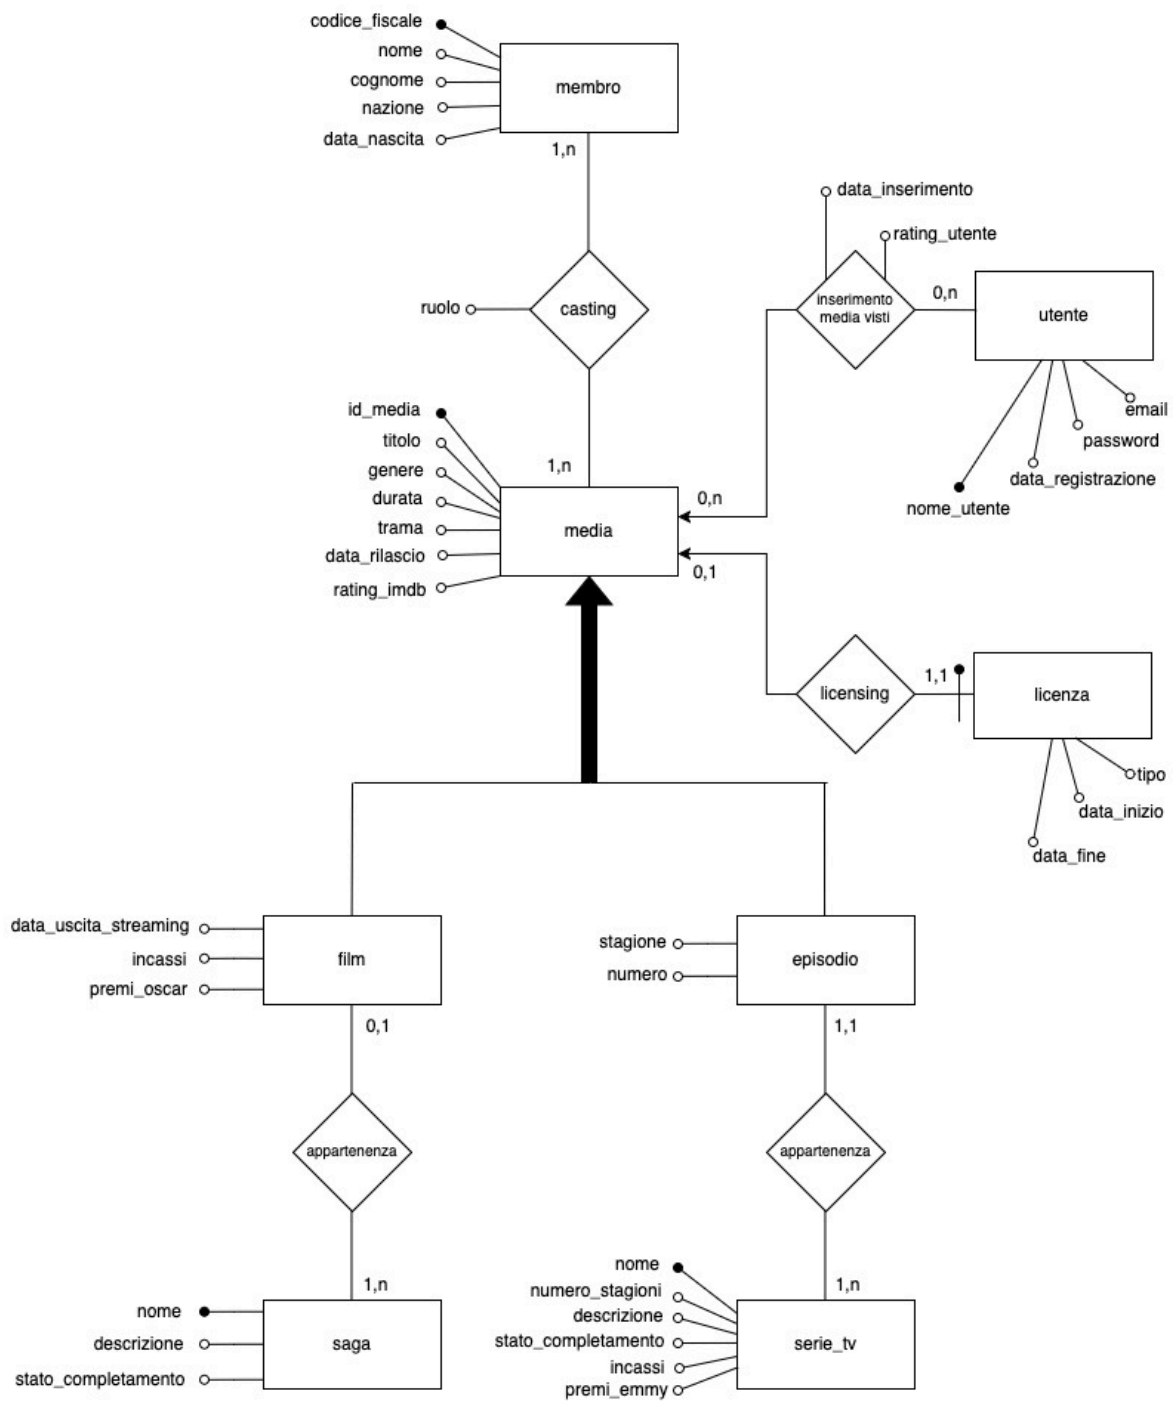 codice_fiscale
nome
cognome
nazione
data_nascita
membro
1,n
data_inserimento
rating_utente
ruolo
casting
inserimento
media visti
0,n
utente
email
password
data_registrazione
nome_utente
id_media
titolo
genere
durata
trama
data_rilascio
rating_imdb
1,n
media
0,n
0,1
licensing
1,1
licenza
tipo
data_inizio
data_fine
data_uscita_streaming
incassi
premi_oscar
film
stagione
numero
episodio
0,1
1,1
appartenenza
appartenenza
1,n
nome
descrizione
stato_completamento
saga
nome
numero_stagioni
descrizione
stato_completamento
incassi
premi_emmy
1,n
serie_tv